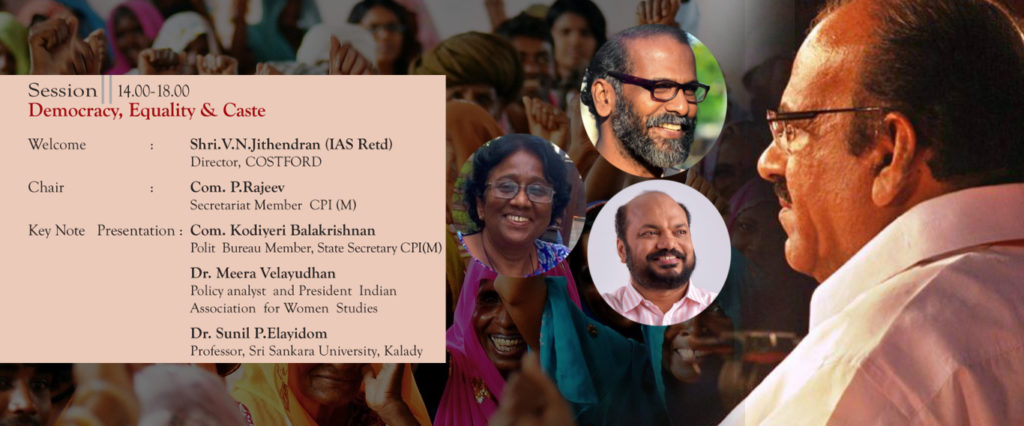 Session 14.00-18.00
Democracy, Equality & Caste
Welcome : Shri.V.N.Jithendran (IAS Retd)
Director, COSTFORD
Chair : Com. P.Rajeev
Secretariat Member CPI (M)
Key Note Presentation : Com. Kodiyeri Balakrishnan
Polit Bureau Member, State Secretary CPI(M)
Dr. Meera Velayudhan
Policy analyst and President Indian
Association for Women Studies
Dr. Sunil P.Elayidom
Professor, Sri Sankara University, Kalady